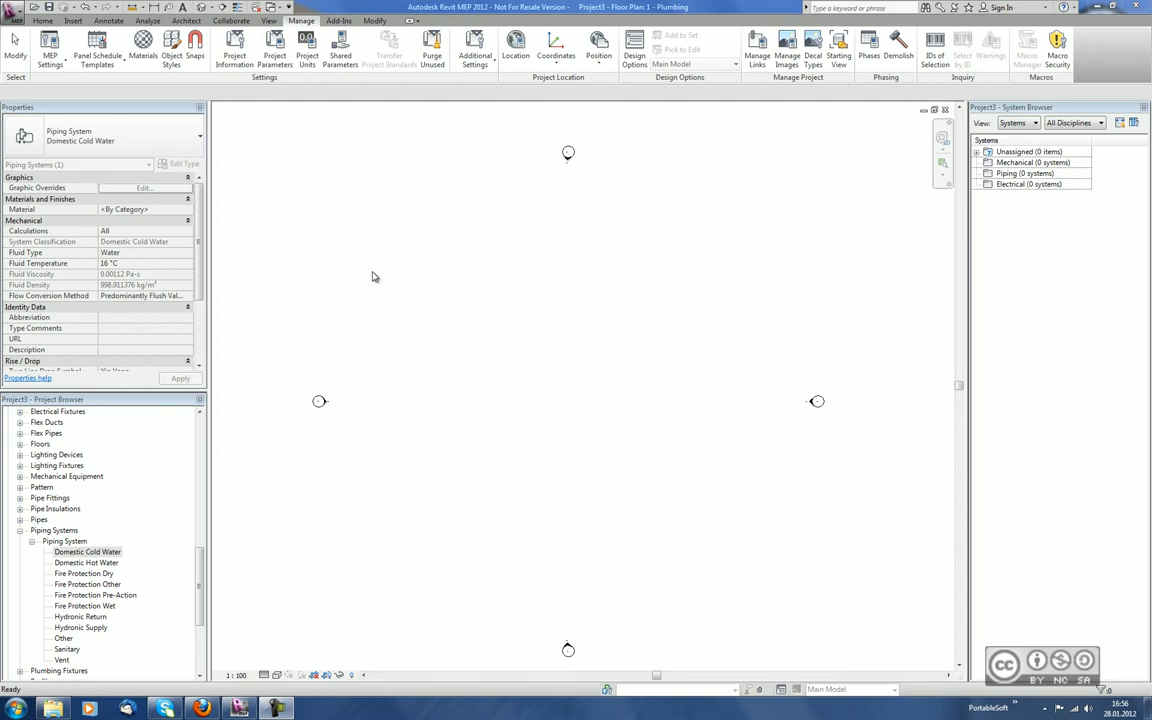 Autodesk Revit MEP 2012 - Not For Resale Version - Project3 - Floor Plan: 1 - Plumbing
Type a keyword or phrase
Sign In
Home Insert Annotate Analyze Architect Collaborate View Manage Add-Ins Modify
Modify
MEP Settings
Panel Schedule Templates
Materials
Object Styles
Snaps
Project Information
Project Parameters
Project Units
Shared Parameters
Transfer Project Standards
Purge Unused
Additional Settings
Location
Coordinates
Position
Design Options
Add to Set
Pick to Edit
Main Model
Manage Links
Manage Images
Decal Types
Starting View
Phases
Demolish
IDs of Selection
Select by ID
Warnings
Macro Manager
Macro Security
Select Settings Project Location Design Options Manage Project Phasing Inquiry Macros
Properties
Piping System
Domestic Cold Water
Piping Systems (1) Edit Type
Graphics
Graphic Overrides Edit...
Materials and Finishes
Material <By Category>
Mechanical
Calculations All
System Classification Domestic Cold Water
Fluid Type Water
Fluid Temperature 16 °C
Fluid Viscosity 0.00112 Pa-s
Fluid Density 998.911376 kg/m³
Flow Conversion Method Predominantly Flush Val...
Identity Data
Abbreviation
Type Comments
URL
Description
Rise / Drop
Properties help Apply
Project3 - Project Browser
Electrical Fixtures
Flex Ducts
Flex Pipes
Floors
Lighting Devices
Lighting Fixtures
Mechanical Equipment
Pattern
Pipe Fittings
Pipe Insulations
Pipes
Piping Systems
Piping System
Domestic Cold Water
Domestic Hot Water
Fire Protection Dry
Fire Protection Other
Fire Protection Pre-Action
Fire Protection Wet
Hydronic Return
Hydronic Supply
Other
Sanitary
Vent
Plumbing Fixtures
Project3 - System Browser
View: Systems All Disciplines
Systems
Unassigned (0 items)
Mechanical (0 systems)
Piping (0 systems)
Electrical (0 systems)
1 : 100
cc
BY NC SA
Ready :0 Main Model :0
PortableSoft
16:56
28.01.2012